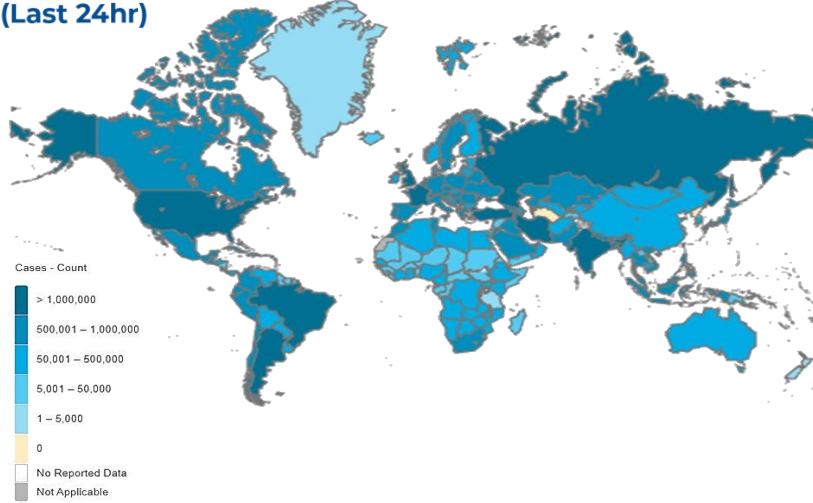 (Last 24hr)
Cases - Count
> 1,000,000
500,001 – 1,000,000
50,001 – 500,000
5,001 – 50,000
1 – 5,000
0
No Reported Data
Not Applicable